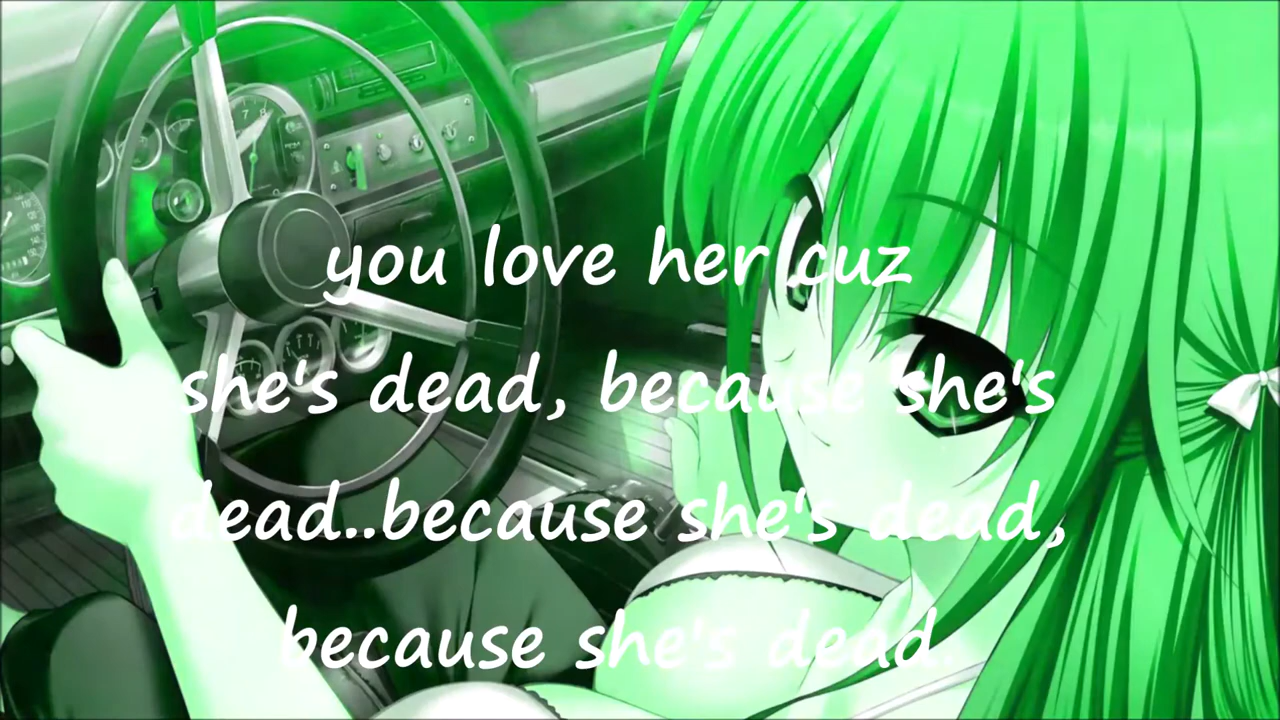 you love her cuz
she's dead, because she's
dead..because she's dead,
because she's dead.